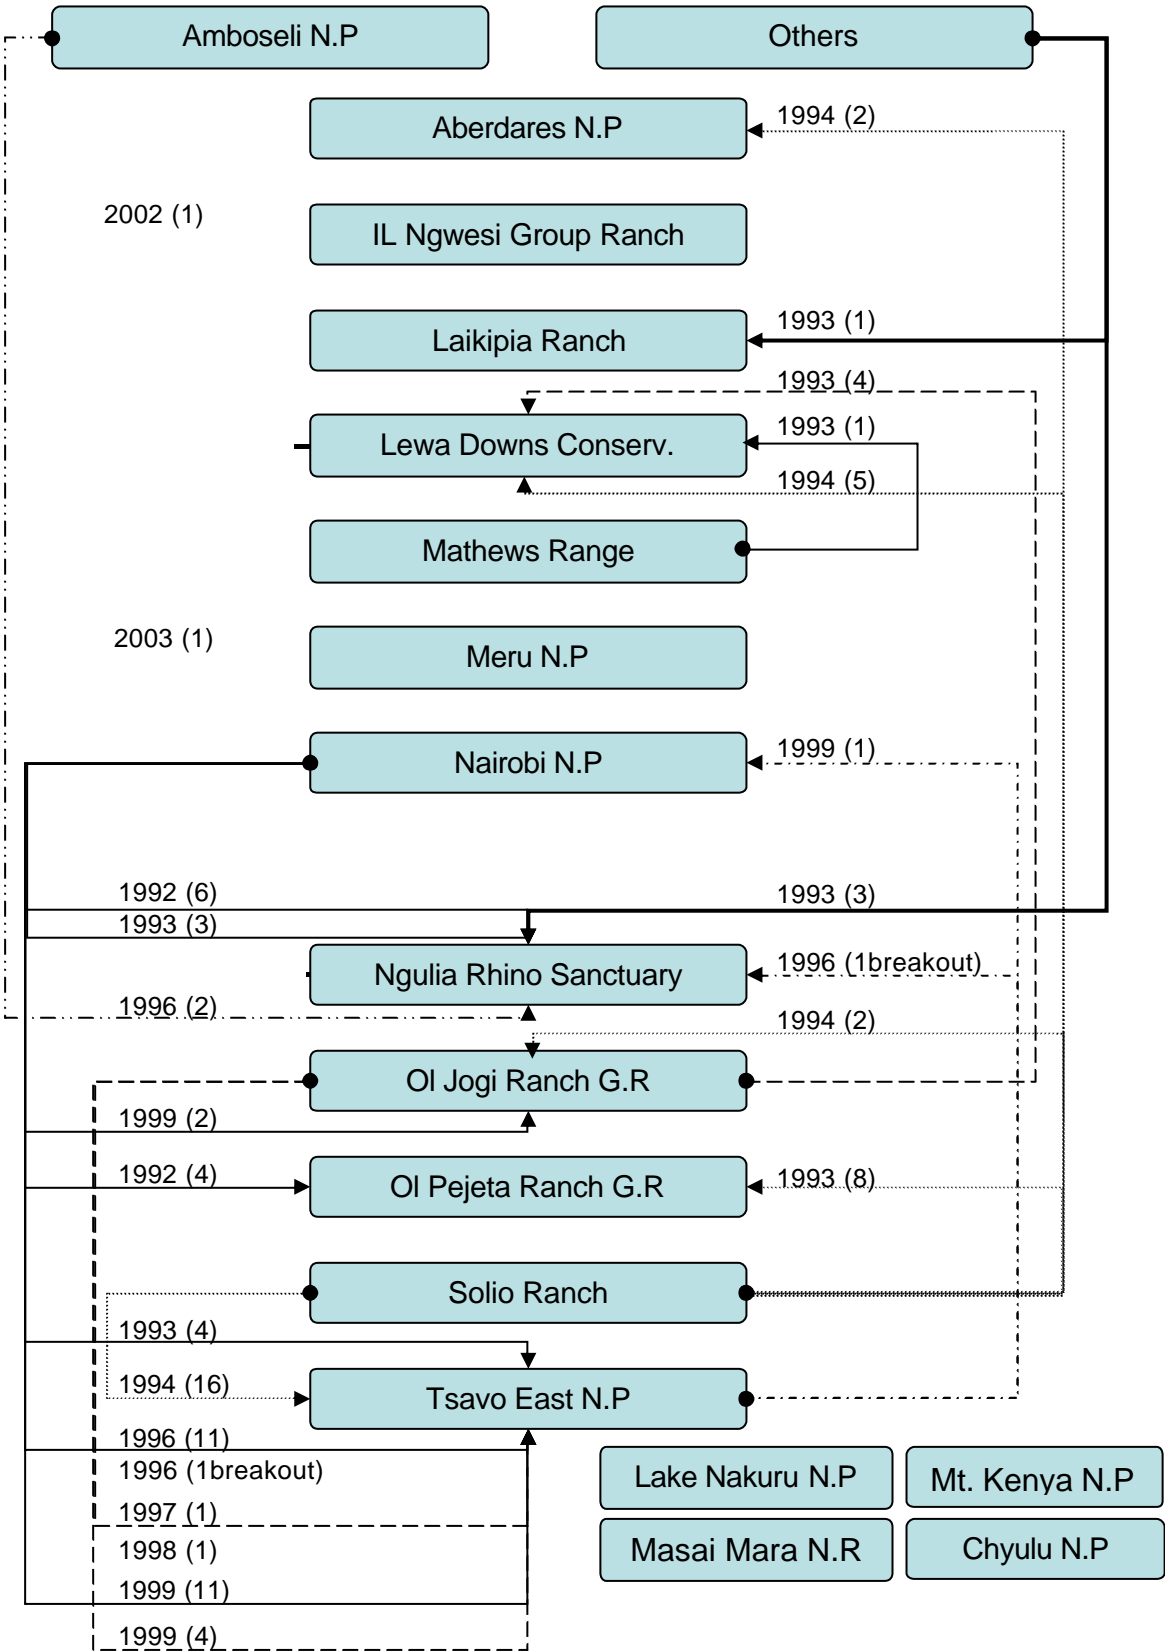 Amboseli N.P
Others
Aberdares N.P
1994 (2)
2002 (1)
IL Ngwesi Group Ranch
Laikipia Ranch
1993 (1)
1993 (4)
Lewa Downs Conserv.
1993 (1)
1994 (5)
Mathews Range
2003 (1)
Meru N.P
Nairobi N.P
1999 (1)
1992 (6)
1993 (3)
1993 (3)
Ngulia Rhino Sanctuary
1996 (1breakout)
1996 (2)
1994 (2)
Ol Jogi Ranch G.R
1999 (2)
1992 (4)
Ol Pejeta Ranch G.R
1993 (8)
Solio Ranch
1993 (4)
1994 (16)
Tsavo East N.P
1996 (11)
1996 (1breakout)
1997 (1)
1998 (1)
1999 (11)
1999 (4)
Lake Nakuru N.P
Mt. Kenya N.P
Masai Mara N.R
Chyulu N.P